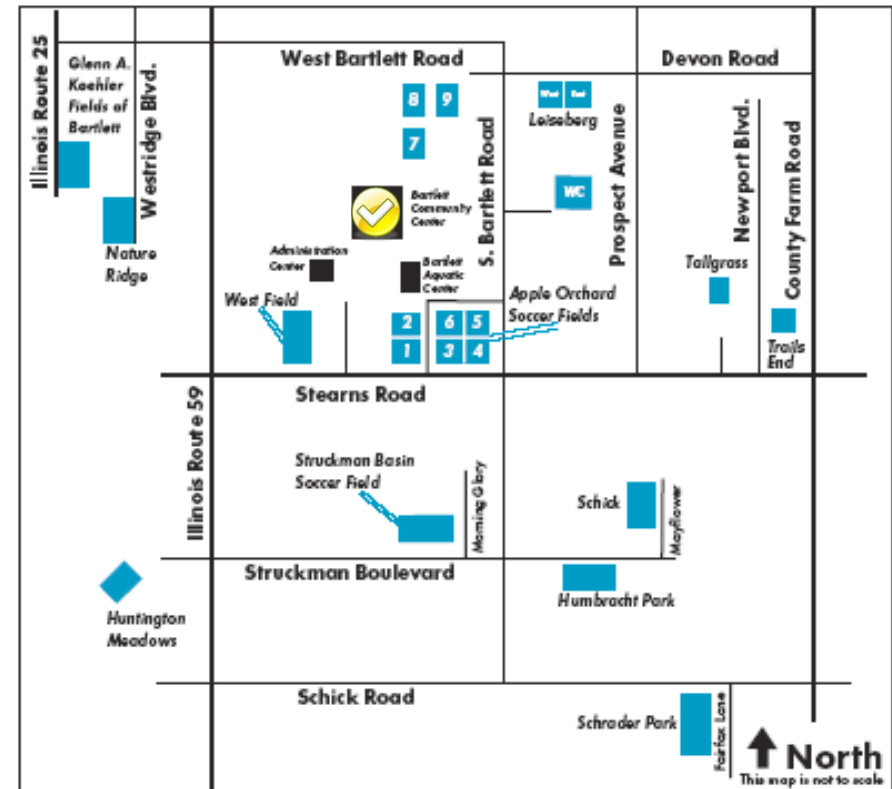 Illinois Route 25
Glenn A.
Koehler
Fields of
Bartlett
Westridge Blvd.
Nature
Ridge
West Bartlett Road
Devon Road
8 9
7
West East
Leiseberg
WC
Bartlett
Community
Center
Administration
Center
Bartlett
Aquatic
Center
S. Bartlett Road
Prospect Avenue
Newport Blvd.
County Farm Road
Tallgrass
Trails
End
West Field
2 6 5
1 3 4
Apple Orchard
Soccer Fields
Stearns Road
Illinois Route 59
Struckman Basin
Soccer Field
Morning Glory
Schick
Mayflower
Struckman Boulevard
Humbracht Park
Huntington
Meadows
Schick Road
Schrader Park
Fairfax Lane
North
This map is not to scale